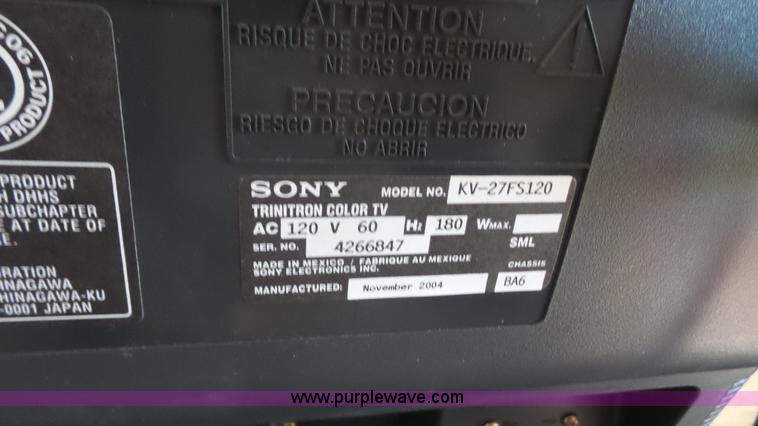 ATTENTION
RISQUE DE CHOC ELECTRIQUE,
NE PAS OUVRIR
PRECAUCION
RIESGO DE CHOQUE ELECTRICO
NO ABRIR
PRODUCT
PRODUCT
DHHS
SUBCHAPTER
AT DATE OF
SONY MODEL NO. KV-27FS120
TRINITRON COLOR TV
AC 120 V 60 Hz 180 WMAX.
SER. NO. 4266847 SML
MADE IN MEXICO / FABRIQUE AU MEXIQUE
SONY ELECTRONICS INC.
CHASSIS
MANUFACTURED: November 2004 BA6
-0001 JAPAN
www.purplewave.com